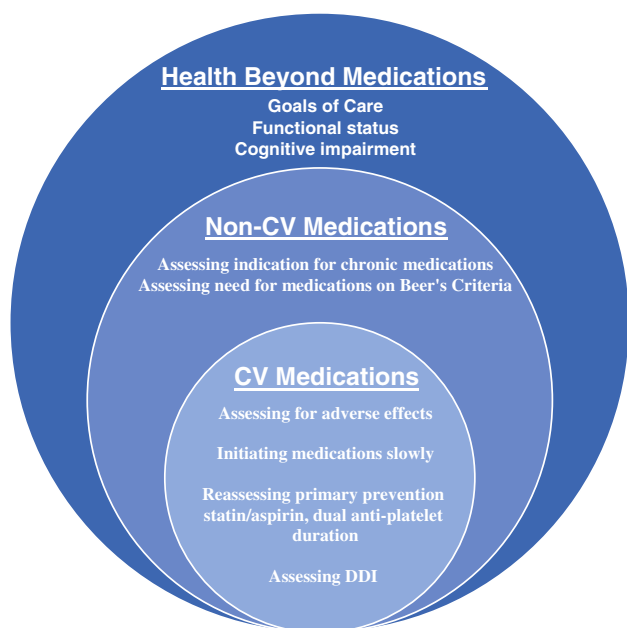 Health Beyond Medications
Goals of Care
Functional status
Cognitive impairment
Non-CV Medications
Assessing indication for chronic medications
Assessing need for medications on Beer's Criteria
CV Medications
Assessing for adverse effects
Initiating medications slowly
Reassessing primary prevention
statin/aspirin, dual anti-platelet
duration
Assessing DDI